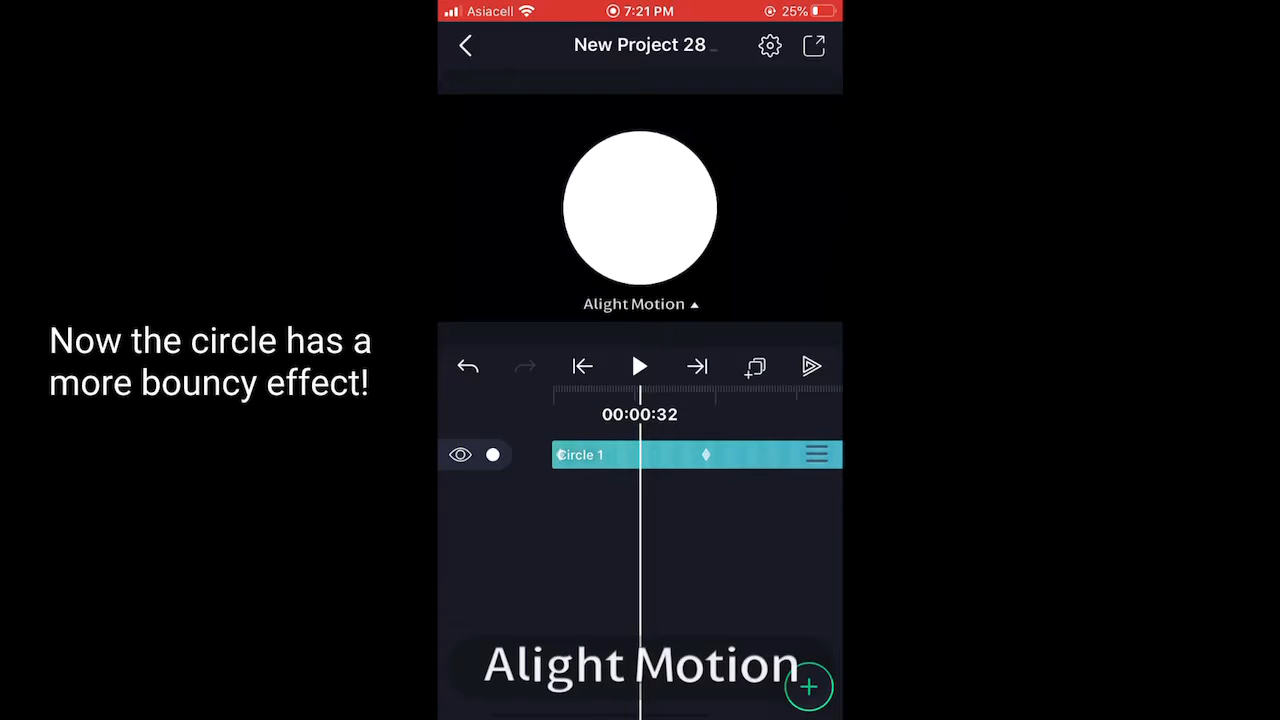 Asiacell
7:21 PM
25%
New Project 28
Alight Motion
Now the circle has a
more bouncy effect!
00:00:32
Circle 1
Alight Motion